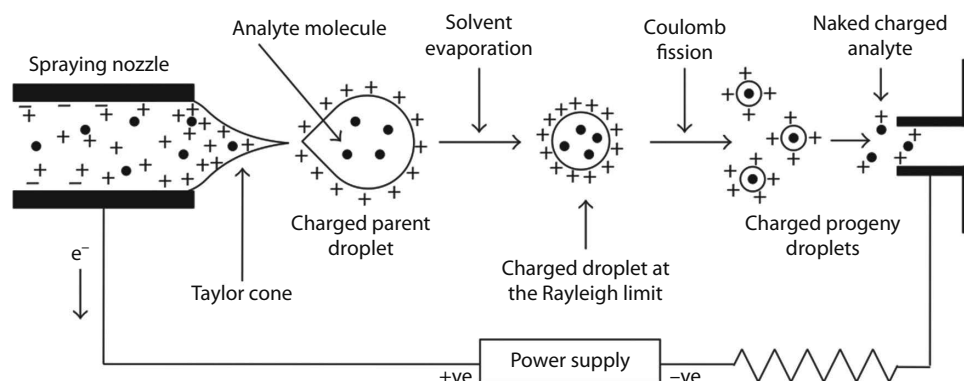 Spraying nozzle
Analyte molecule
Solvent
evaporation
Coulomb
fission
Naked charged
analyte
Charged parent
droplet
Charged progeny
droplets
e⁻
Taylor cone
Charged droplet at
the Rayleigh limit
+ve
Power supply
–ve